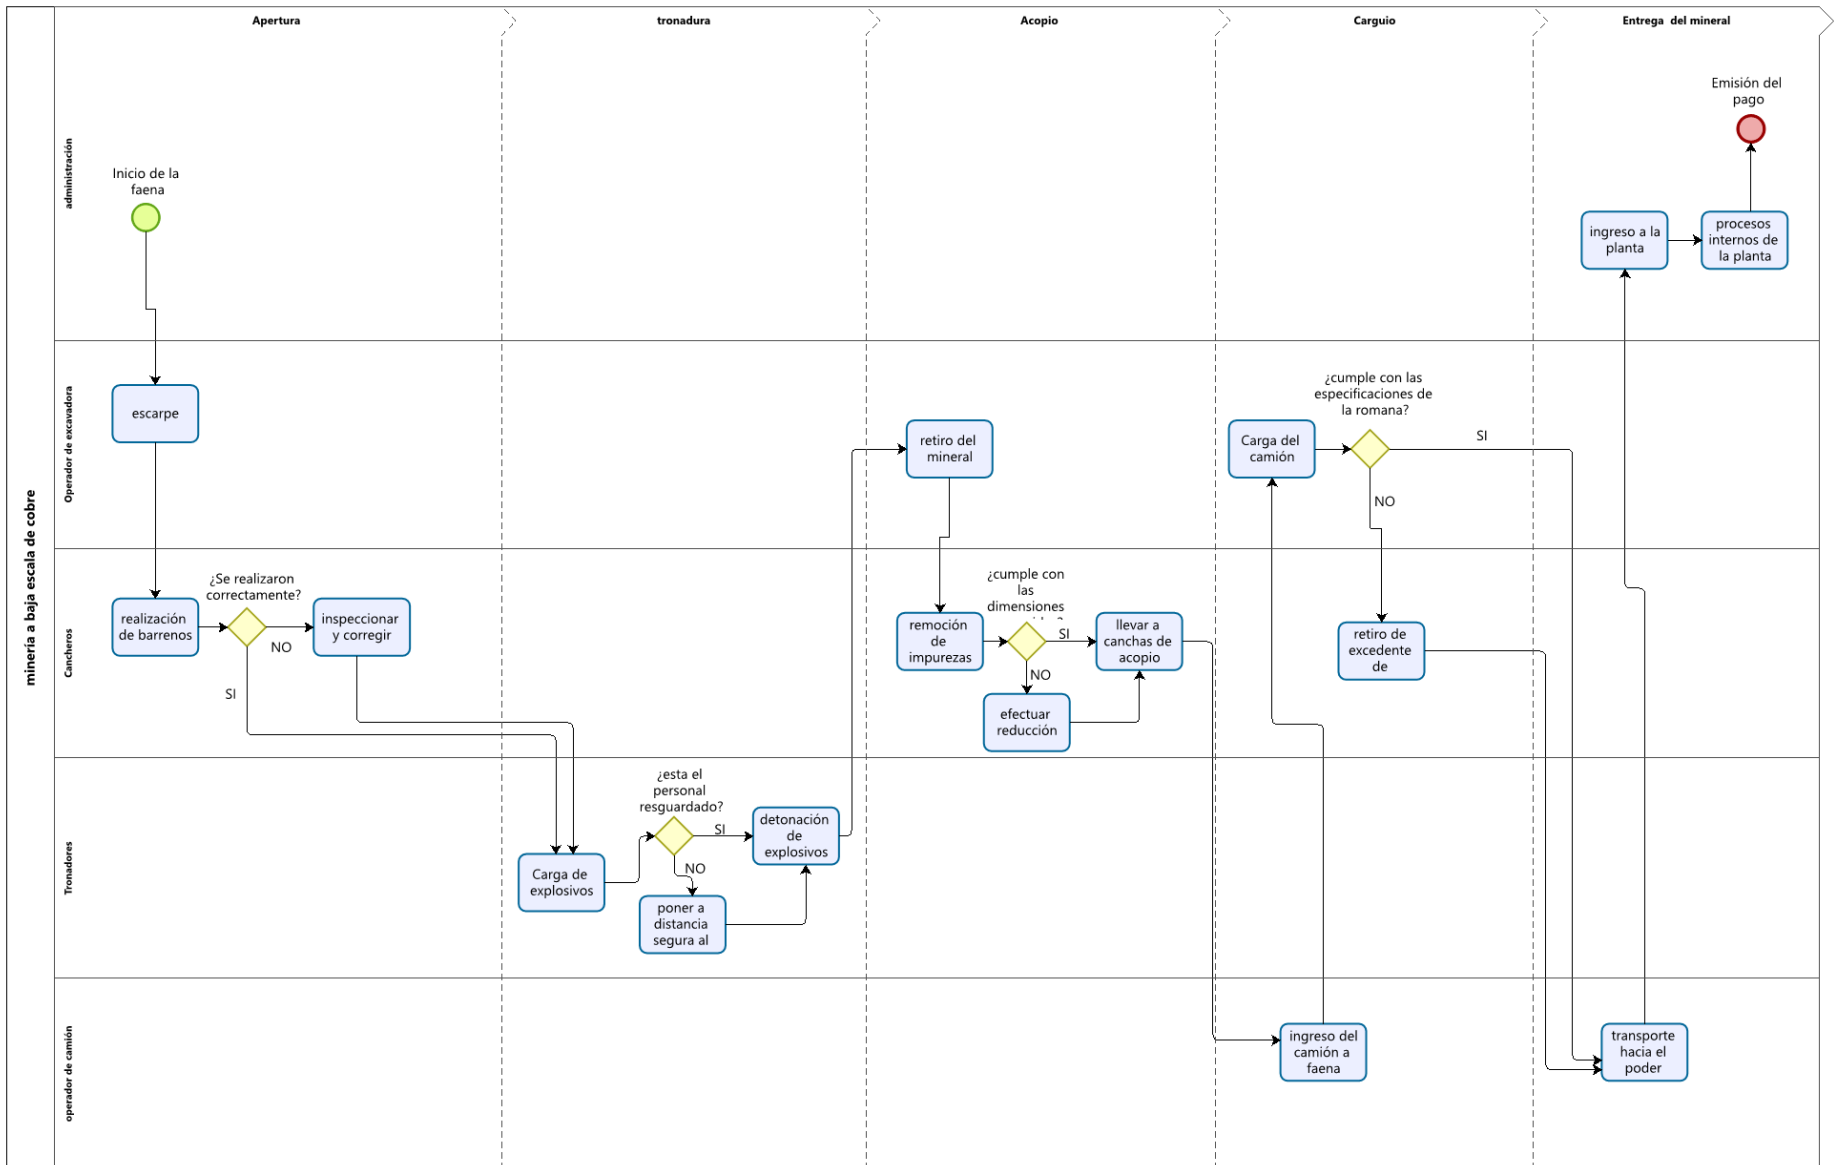 Apertura
tronadura
Acopio
Carguio
Entrega del mineral
minería a baja escala de cobre
administración
Inicio de la
faena
Emisión del
pago
ingreso a la
planta
procesos
internos de
la planta
Operador de excavadora
escarpe
retiro del
mineral
Carga del
camión
¿cumple con las
especificaciones de
la romana?
SI
NO
Cancheros
realización
de barrenos
¿Se realizaron
correctamente?
NO
SI
inspeccionar
y corregir
remoción
de
impurezas
¿cumple con
las
dimensiones
SI
NO
llevar a
canchas de
acopio
efectuar
reducción
retiro de
excedente
de
Tronadores
Carga de
explosivos
¿esta el
personal
resguardado?
SI
NO
detonación
de
explosivos
poner a
distancia
segura al
operador de camión
ingreso del
camión a
faena
transporte
hacia el
poder